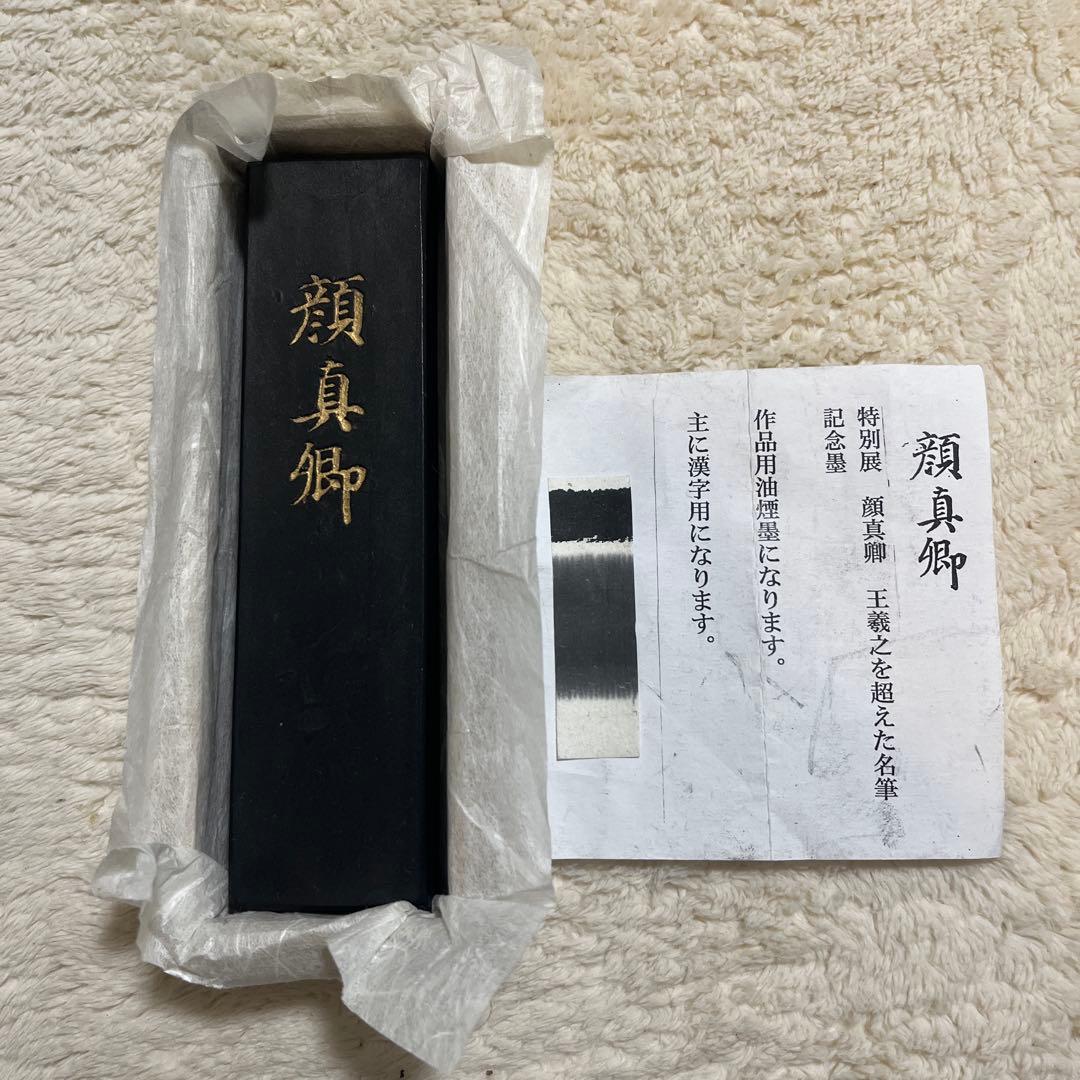 顔真卿
顔真卿
特別展　顔真卿　王羲之を超えた名筆
記念墨
作品用油煙墨になります。
主に漢字用になります。